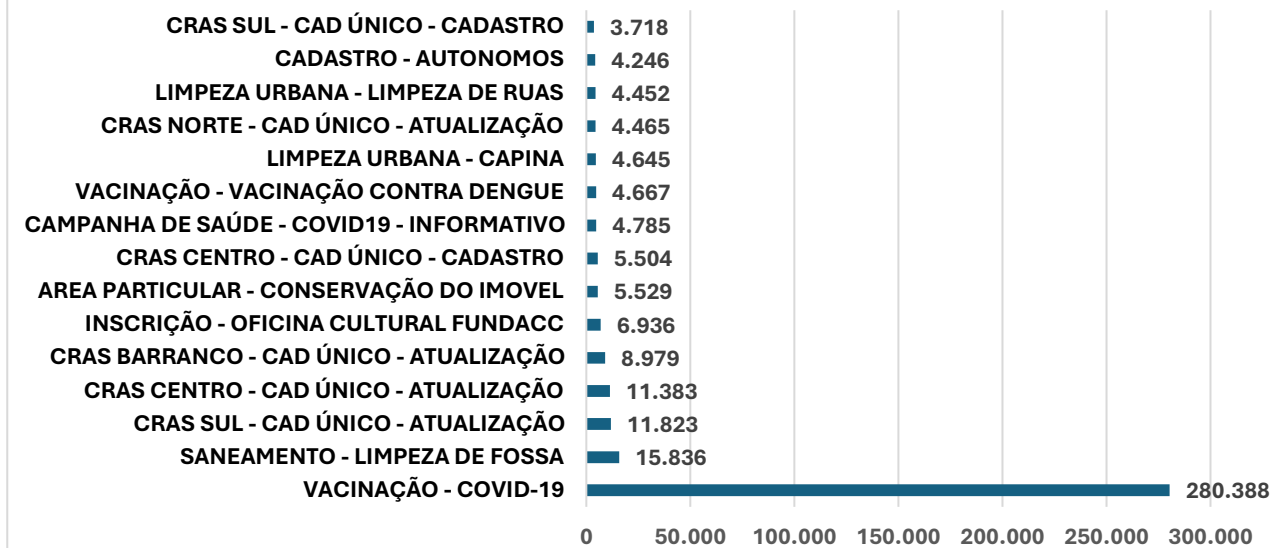 CRAS SUL - CAD ÚNICO - CADASTRO 3.718
CADASTRO - AUTONOMOS 4.246
LIMPEZA URBANA - LIMPEZA DE RUAS 4.452
CRAS NORTE - CAD ÚNICO - ATUALIZAÇÃO 4.465
LIMPEZA URBANA - CAPINA 4.645
VACINAÇÃO - VACINAÇÃO CONTRA DENGUE 4.667
CAMPANHA DE SAÚDE - COVID19 - INFORMATIVO 4.785
CRAS CENTRO - CAD ÚNICO - CADASTRO 5.504
AREA PARTICULAR - CONSERVAÇÃO DO IMOVEL 5.529
INSCRIÇÃO - OFICINA CULTURAL FUNDACC 6.936
CRAS BARRANCO - CAD ÚNICO - ATUALIZAÇÃO 8.979
CRAS CENTRO - CAD ÚNICO - ATUALIZAÇÃO 11.383
CRAS SUL - CAD ÚNICO - ATUALIZAÇÃO 11.823
SANEAMENTO - LIMPEZA DE FOSSA 15.836
VACINAÇÃO - COVID-19 280.388
0 50.000 100.000 150.000 200.000 250.000 300.000